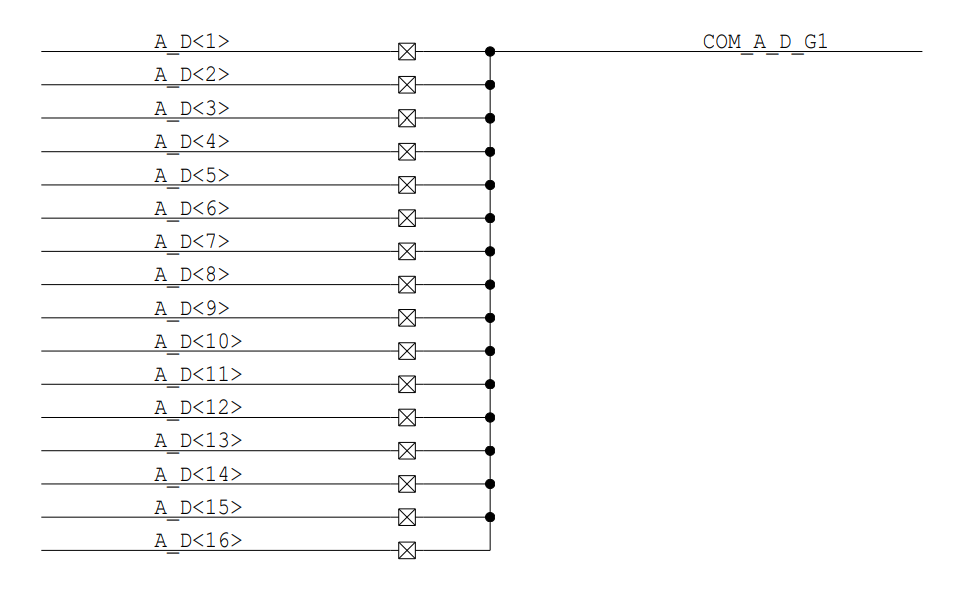 A_D<1>
COM_A_D_G1
A_D<2>
A_D<3>
A_D<4>
A_D<5>
A_D<6>
A_D<7>
A_D<8>
A_D<9>
A_D<10>
A_D<11>
A_D<12>
A_D<13>
A_D<14>
A_D<15>
A_D<16>